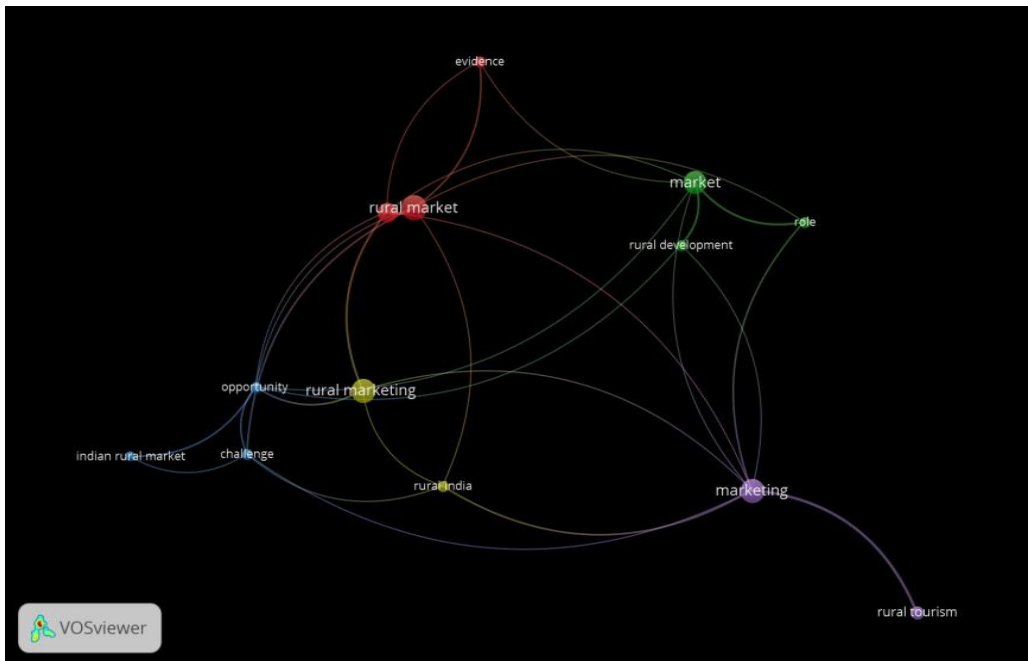 evidence
market
rural market
role
rural development
opportunity
rural marketing
indian rural market
challenge
rural india
marketing
rural tourism
VOSviewer